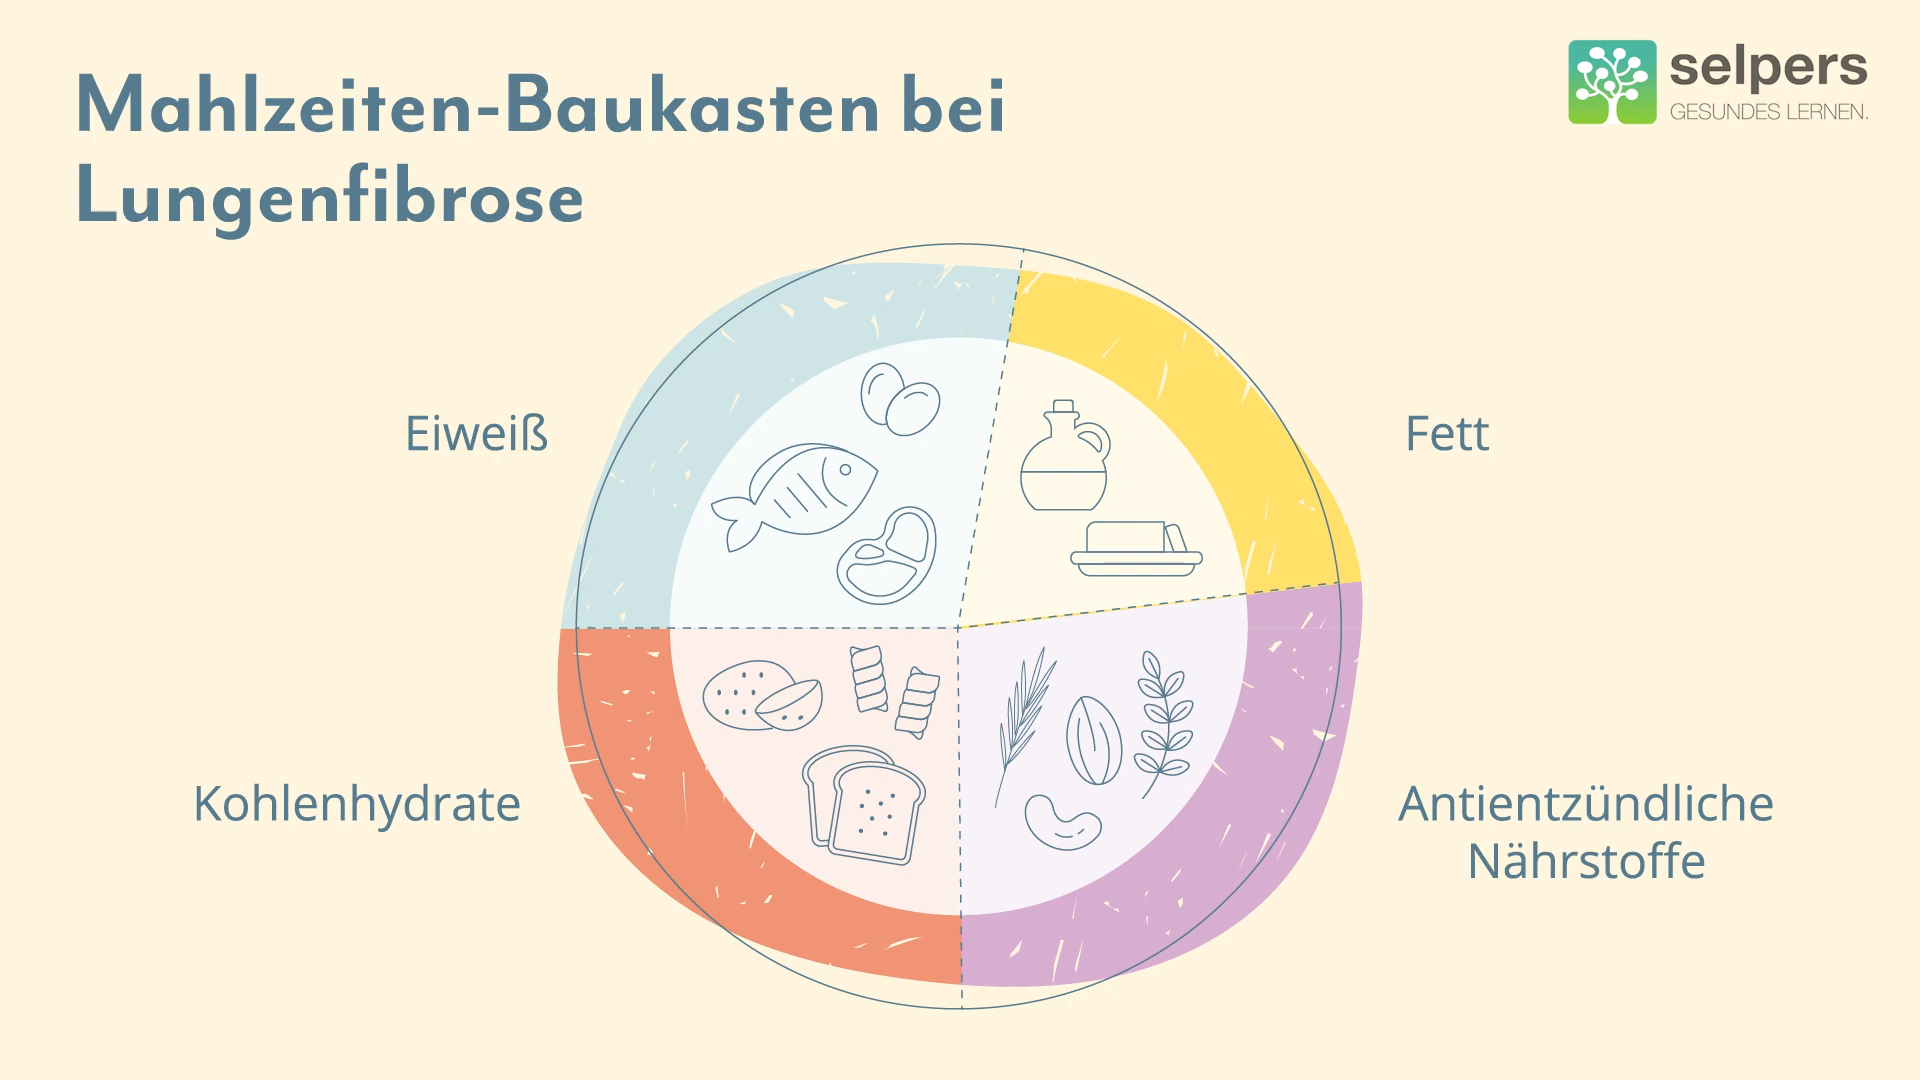 Mahlzeiten-Baukasten bei
Lungenfibrose
selpers
GESUNDES LERNEN.
Eiweiß
Fett
Kohlenhydrate
Antientzündliche
Nährstoffe